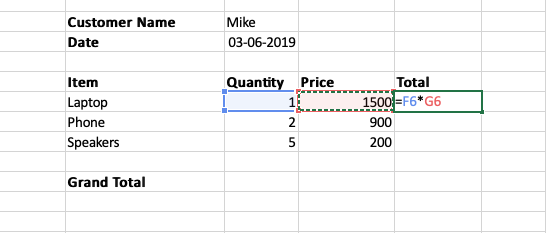 Customer Name Mike
Date 03-06-2019
Item Quantity Price Total
Laptop 1 1500 =F6*G6
Phone 2 900
Speakers 5 200
Grand Total